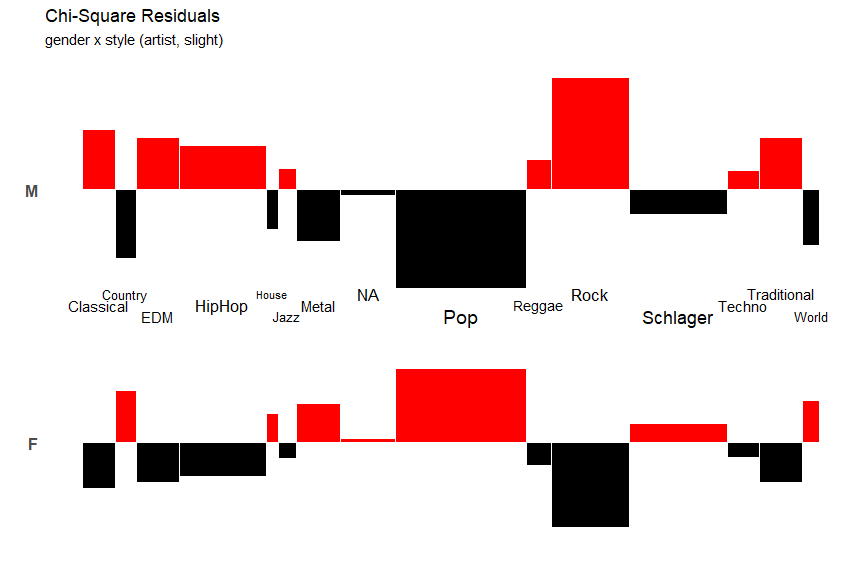 Chi-Square Residuals
gender x style (artist, slight)
M
Classical
Country
EDM
HipHop
House
Jazz
Metal
NA
Pop
Reggae
Rock
Schlager
Techno
Traditional
World
F